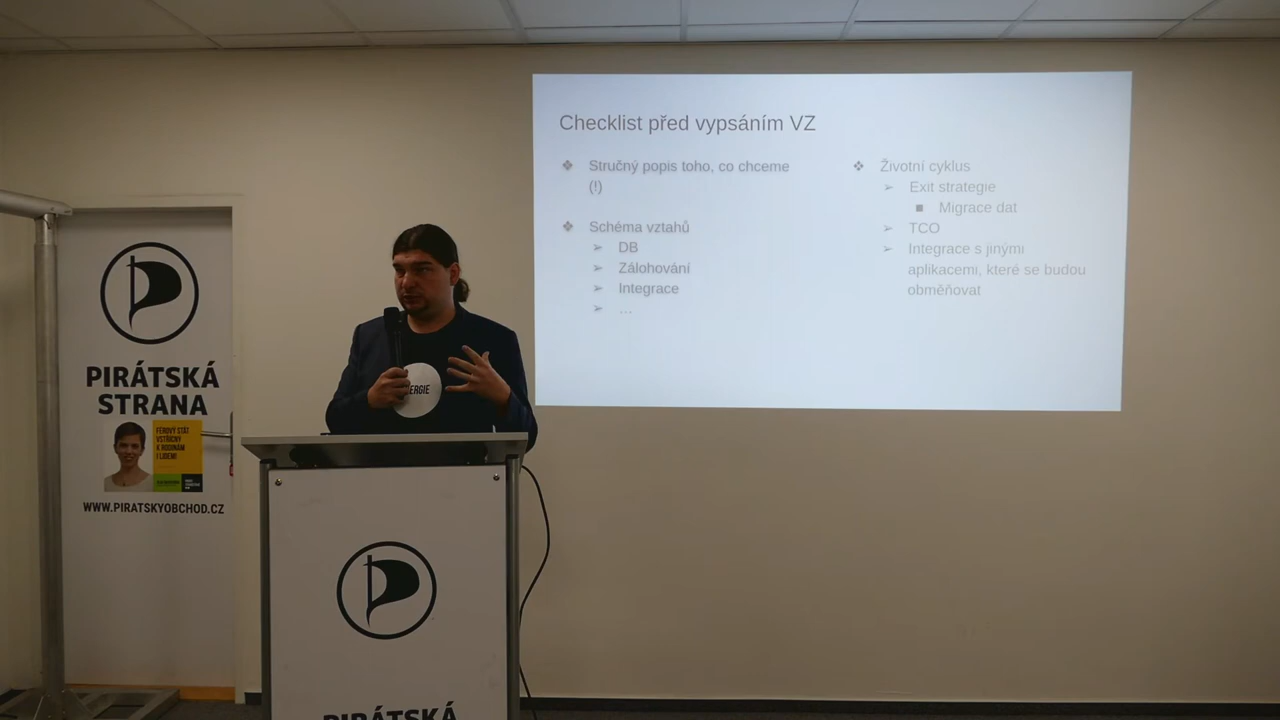 Checklist před vypsáním VZ
❖ Stručný popis toho, co chceme
(!)
❖ Schéma vztahů
➢ DB
➢ Zálohování
➢ Integrace
➢ …
❖ Životní cyklus
➢ Exit strategie
■ Migrace dat
➢ TCO
➢ Integrace s jinými
aplikacemi, které se budou
obměňovat
PIRÁTSKÁ
STRANA
FÉROVÝ STÁT
VSTŘÍCNÝ
K RODINÁM
I LIDEM!
WWW.PIRATSKYOBCHOD.CZ
ERGIE
PIRÁTSKÁ